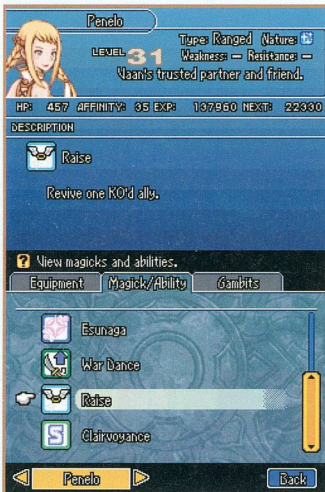 Penelo
LEVEL 31
Type: Ranged Nature:
Weakness: — Resistance: —
Vaan's trusted partner and friend.
HP: 457 AFFINITY: 35 EXP: 137960 NEXT: 22330
DESCRIPTION
Raise
Revive one KO'd ally.
? View magicks and abilities.
Equipment Magick/Ability Gambits
Esunaga
War Dance
Raise
S Clairvoyance
Penelo Back